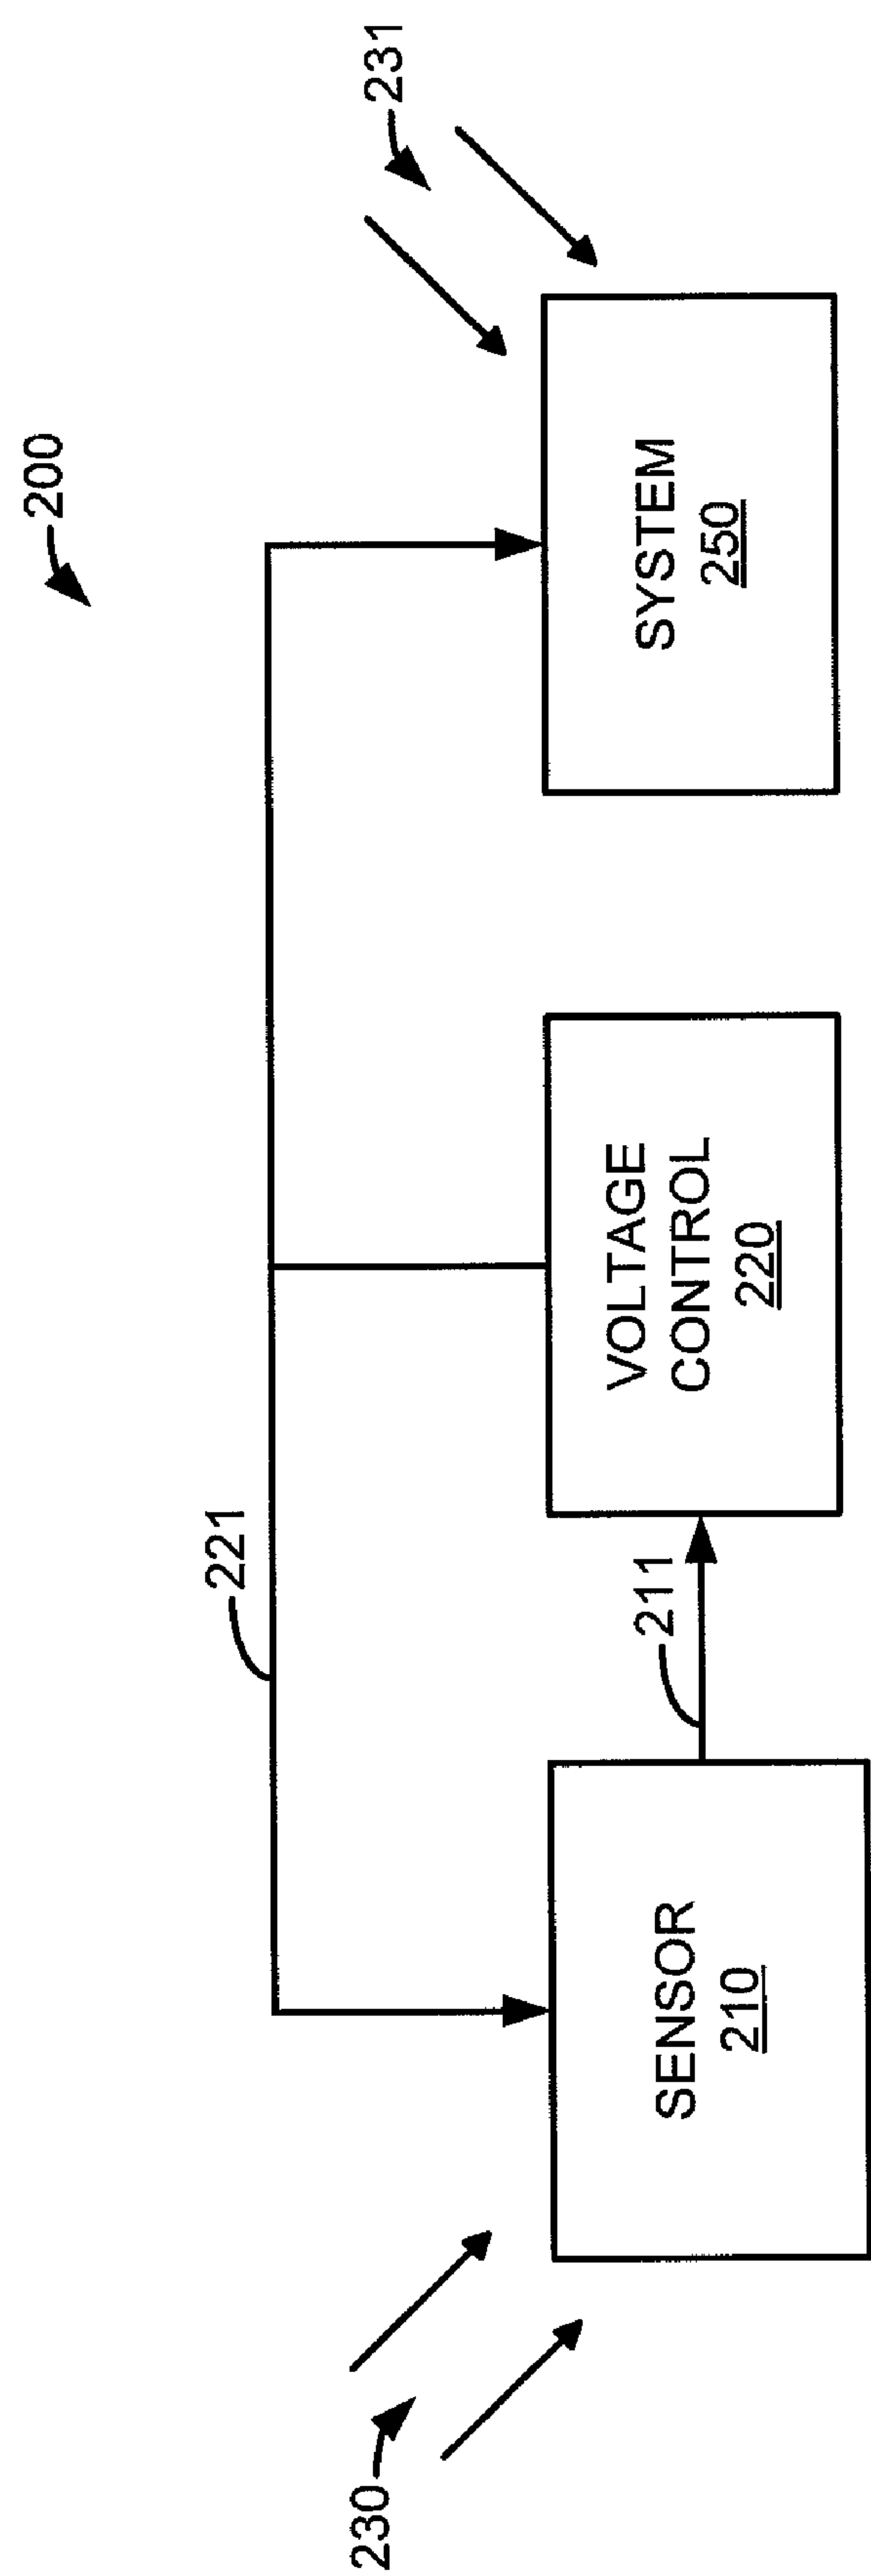 200
231
221
211
230
SENSOR
210
VOLTAGE
CONTROL
220
SYSTEM
250